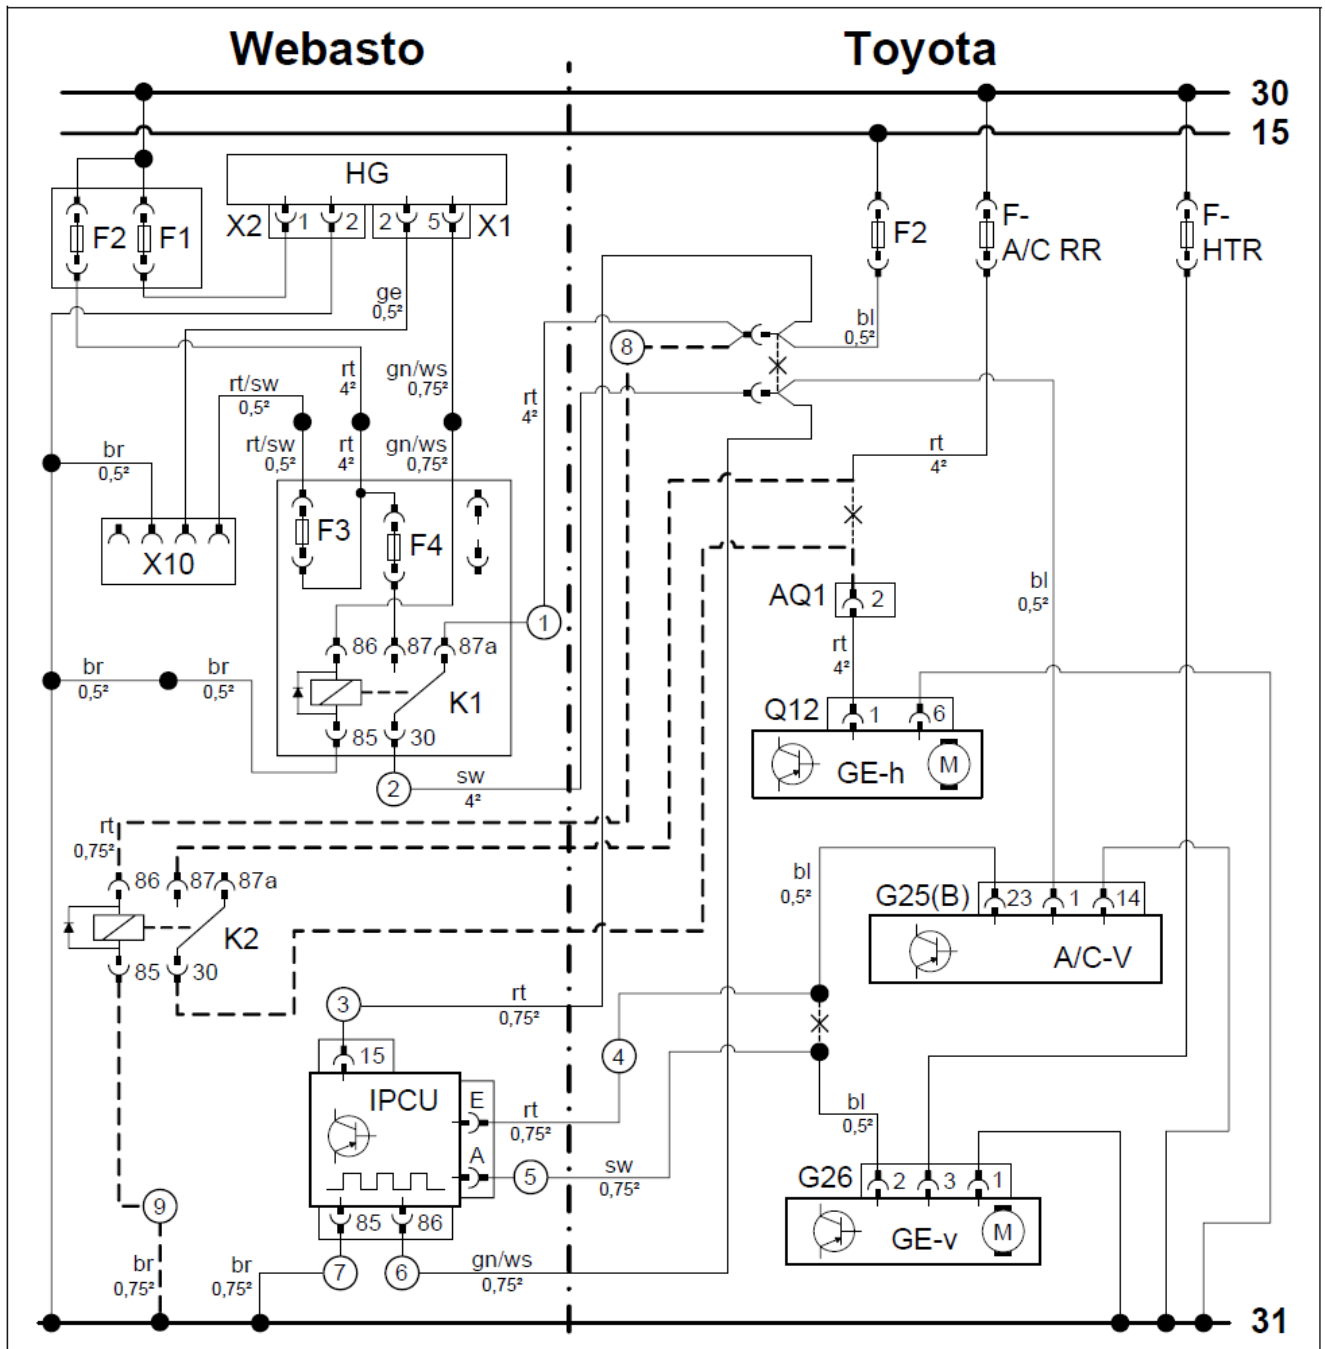 Webasto Toyota
30
15
HG
X2 1 2 2 5 X1
F2 F1
F2
F-
A/C RR
F-
HTR
ge
0,5²
bl
0,5²
8
rt
4²
gn/ws
0,75²
rt/sw
0,5²
rt
4²
br
0,5²
rt/sw
0,5²
rt
4²
gn/ws
0,75²
rt
4²
F3
F4
X10
AQ1 2
bl
0,5²
1
86 87 87a
rt
4²
br
0,5²
br
0,5²
K1
Q12 1 6
85 30
GE-h M
2
sw
4²
rt
0,75²
86 87 87a
bl
0,5²
G25(B) 23 1 14
K2
A/C-V
85 30
3
rt
0,75²
15
4
IPCU
E
rt
0,75²
bl
0,5²
A
5
sw
0,75²
G26 2 3 1
9
85 86
GE-v M
br
0,75²
br
0,75²
7
6
gn/ws
0,75²
31